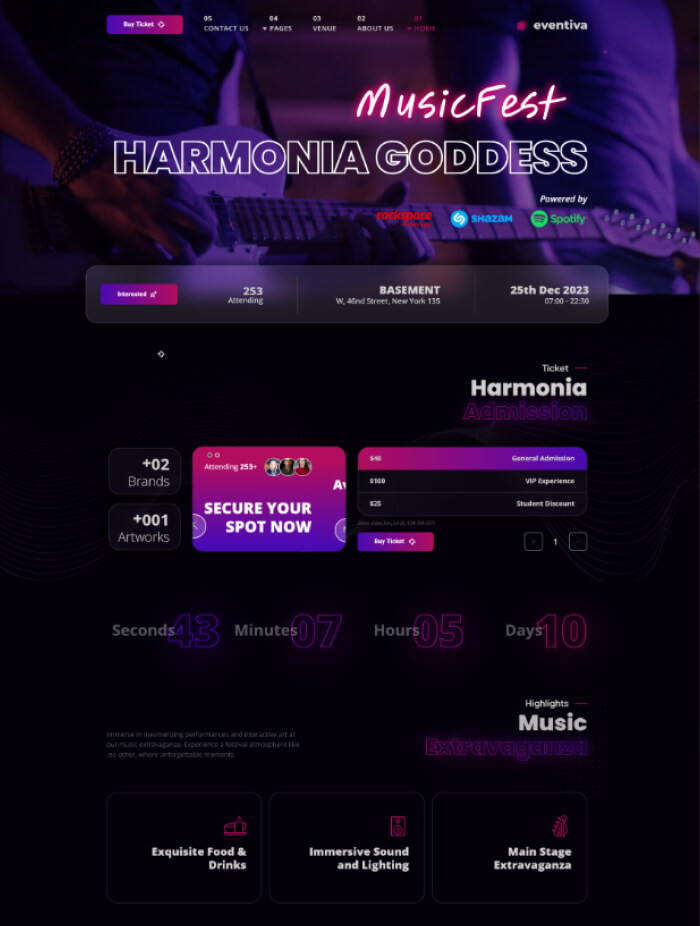 Buy Ticket
05
CONTACT US
04
PAGES
03
VENUE
02
ABOUT US
01
HOME
eventiva
MusicFest
HARMONIA GODDESS
Powered by
rackspace
SHAZAM
Spotify
Interested
253
Attending
BASEMENT
W, 46nd Street, New York 135
25th Dec 2023
07:00 - 22:30
Ticket
Harmonia
Admission
+02
Brands
+001
Artworks
Attending 253+
SECURE YOUR
SPOT NOW
General Admission
$100
VIP Experience
$25
Student Discount
Buy Ticket
1
Seconds 43
Minutes 07
Hours 05
Days 10
Highlights
Music
Extravaganza
Immerse in mesmerizing performances and interactive art at
our music extravaganza. Experience a festival atmosphere like
no other, where unforgettable moments
Exquisite Food &
Drinks
Immersive Sound
and Lighting
Main Stage
Extravaganza